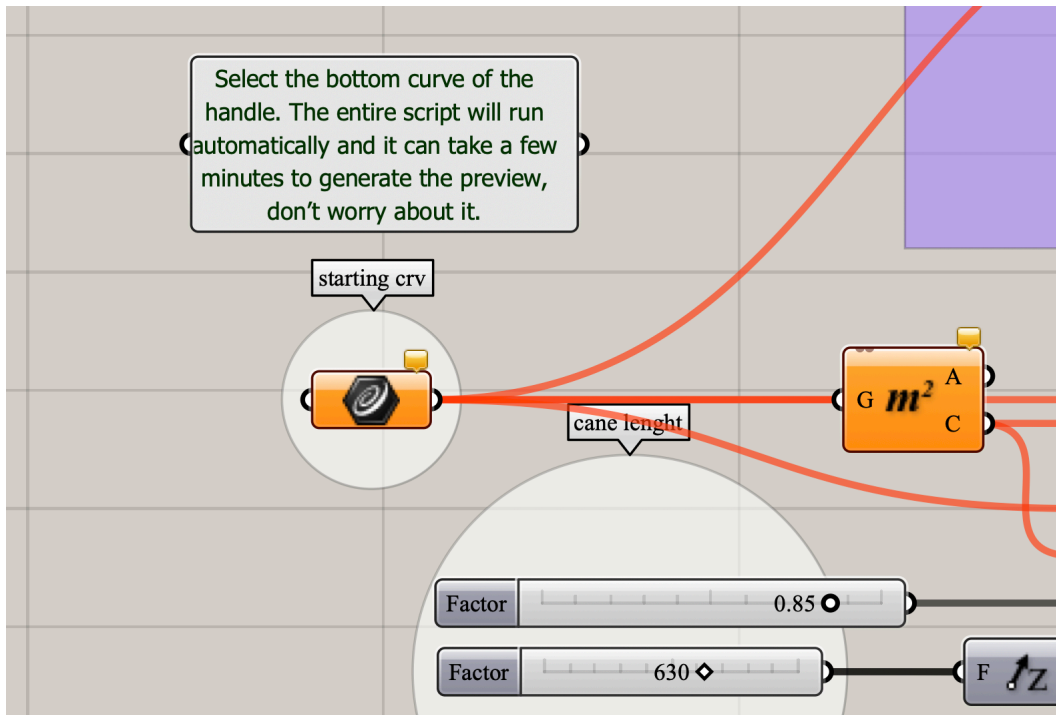 Select the bottom curve of the
handle. The entire script will run
automatically and it can take a few
minutes to generate the preview,
don't worry about it.
starting crv
G m² A
C
cane lenght
Factor 0.85
Factor 630
F Z